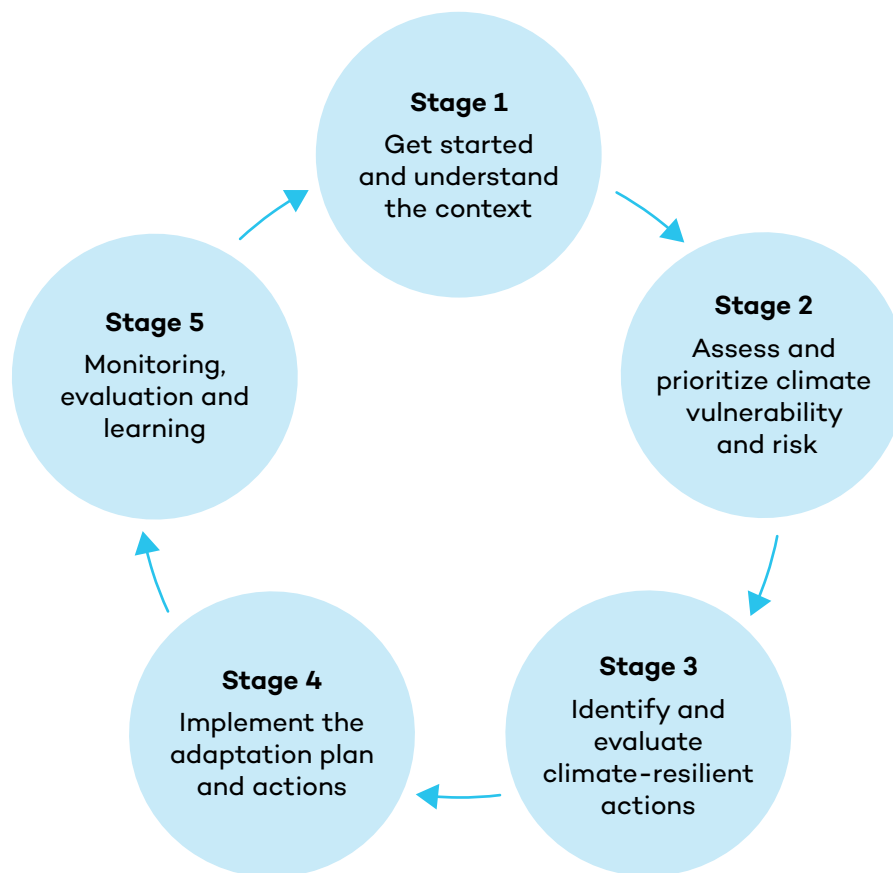 Stage 1
Get started
and understand
the context
Stage 2
Assess and
prioritize climate
vulnerability
and risk
Stage 3
Identify and
evaluate
climate-resilient
actions
Stage 4
Implement the
adaptation plan
and actions
Stage 5
Monitoring,
evaluation and
learning